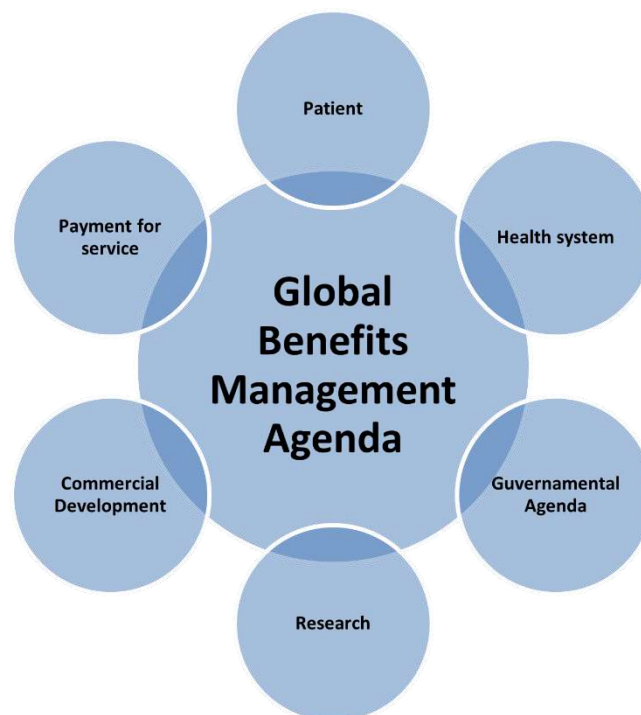 Patient
Payment for
service
Health system
Global
Benefits
Management
Agenda
Commercial
Development
Guvernamental
Agenda
Research